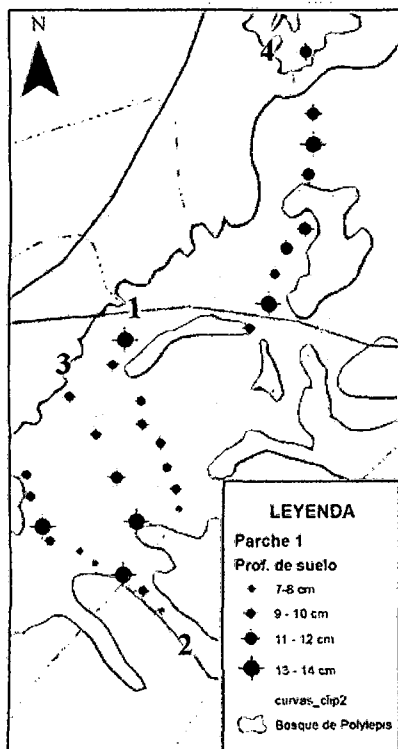 N
4
1
3
2
LEYENDA
Parche 1
Prof. de suelo
7-8 cm
9 - 10 cm
11 - 12 cm
13 - 14 cm
curvas_clip2
Bosque de Polylepis